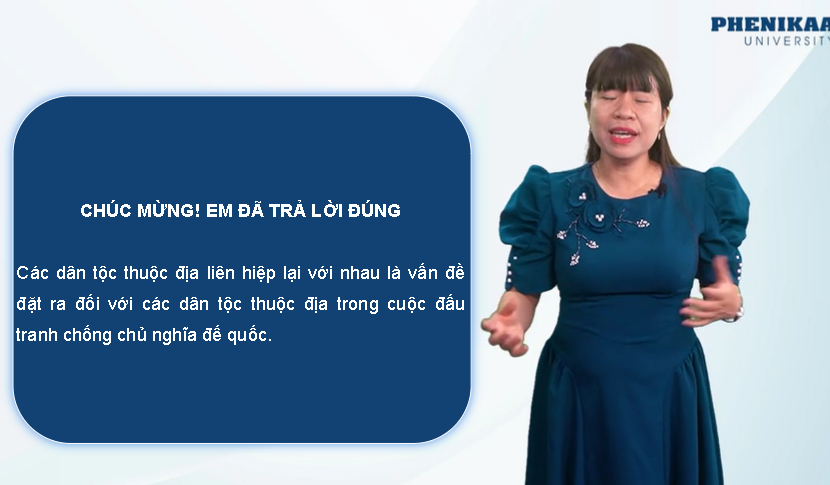 PHENIKAA
UNIVERSITY
CHÚC MỪNG! EM ĐÃ TRẢ LỜI ĐÚNG
Các dân tộc thuộc địa liên hiệp lại với nhau là vấn đề
đặt ra đối với các dân tộc thuộc địa trong cuộc đấu
tranh chống chủ nghĩa đế quốc.